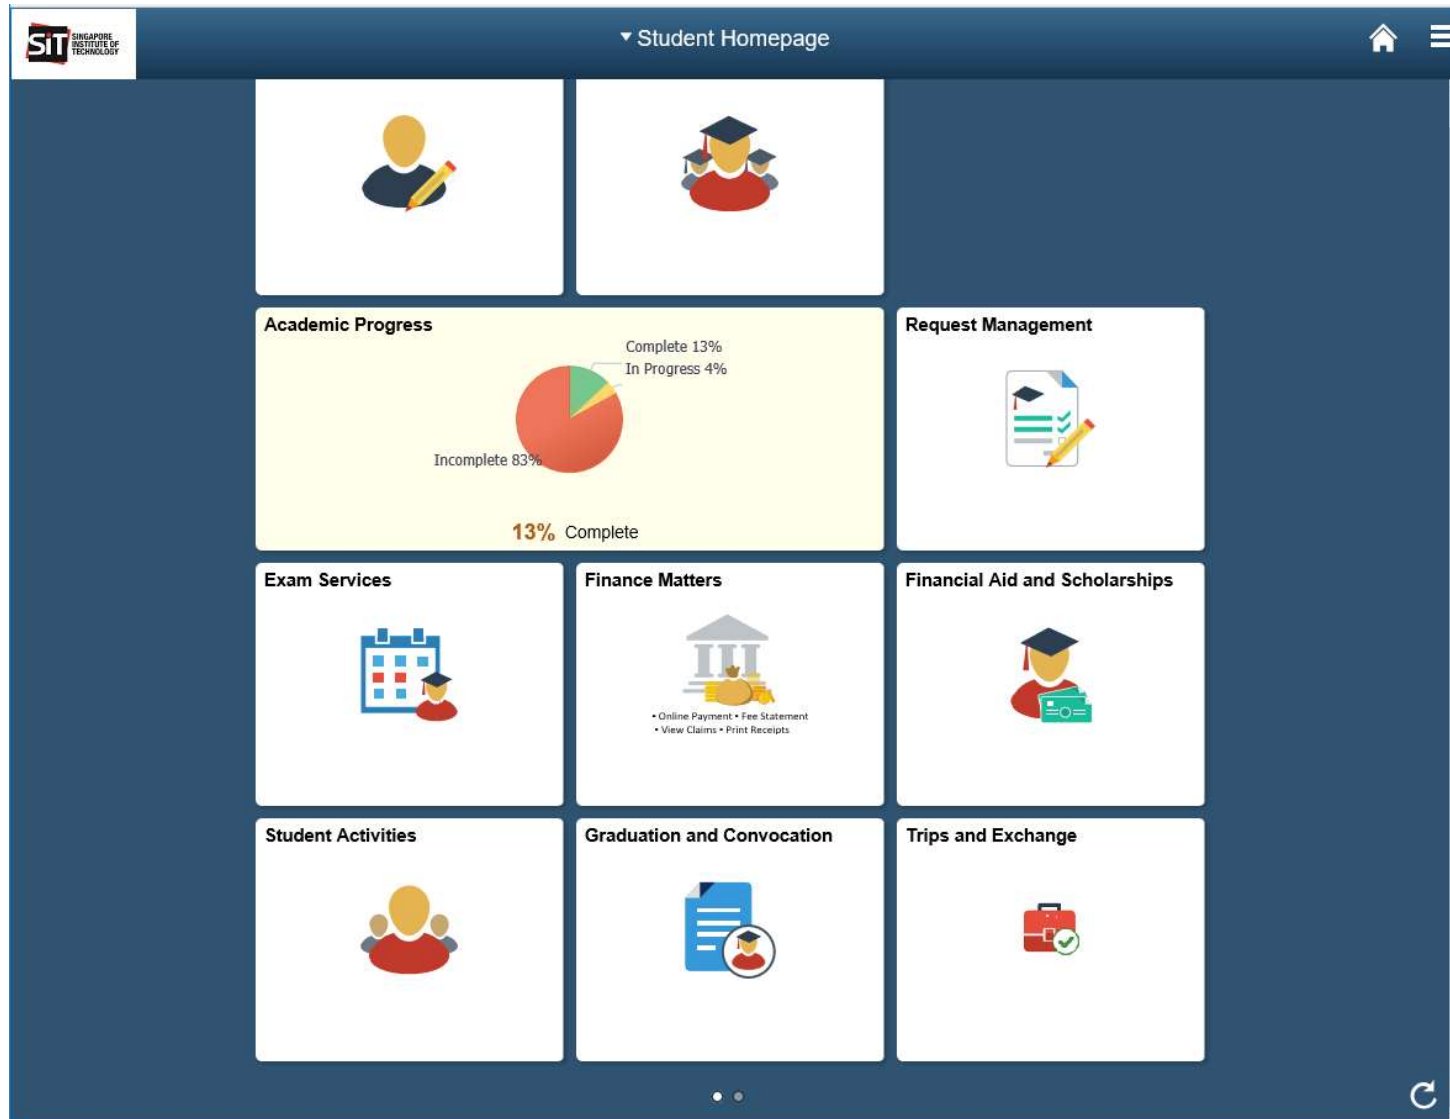 SiT SINGAPORE
INSTITUTE OF
TECHNOLOGY
Student Homepage
Academic Progress
Complete 13%
In Progress 4%
Incomplete 83%
13% Complete
Request Management
Exam Services
Finance Matters
• Online Payment • Fee Statement
• View Claims • Print Receipts
Financial Aid and Scholarships
Student Activities
Graduation and Convocation
Trips and Exchange